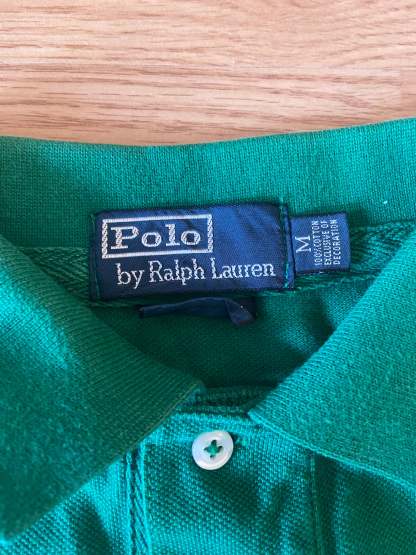 Polo
by Ralph Lauren
M
100% COTTON
EXCLUSIVE OF
DECORATION